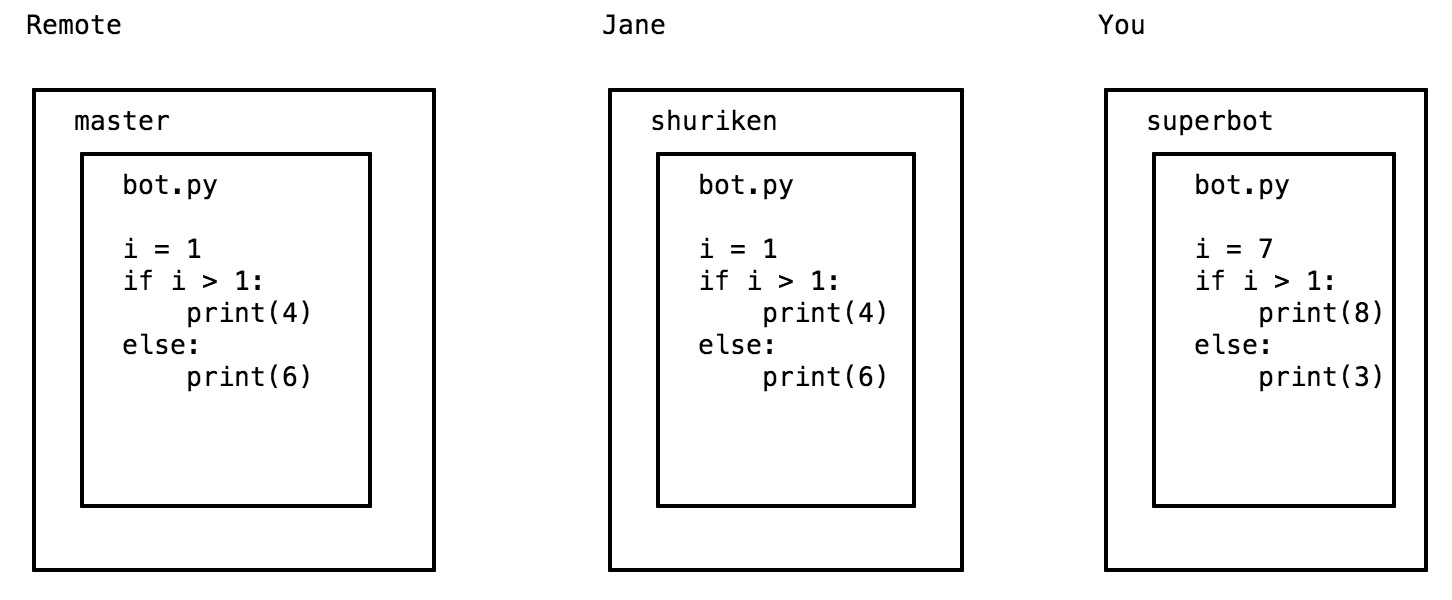 Remote
master
bot.py
i = 1
if i > 1:
    print(4)
else:
    print(6)
Jane
shuriken
bot.py
i = 1
if i > 1:
    print(4)
else:
    print(6)
You
superbot
bot.py
i = 7
if i > 1:
    print(8)
else:
    print(3)